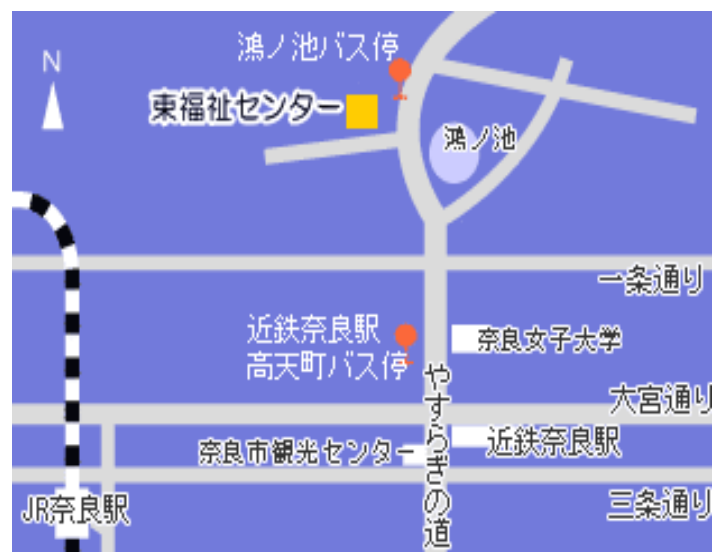 鴻ノ池バス停
N
東福祉センター
鴻ノ池
一条通り
近鉄奈良駅
高天町バス停
奈良女子大学
やすらぎの道
大宮通り
奈良市観光センター
近鉄奈良駅
JR奈良駅
三条通り